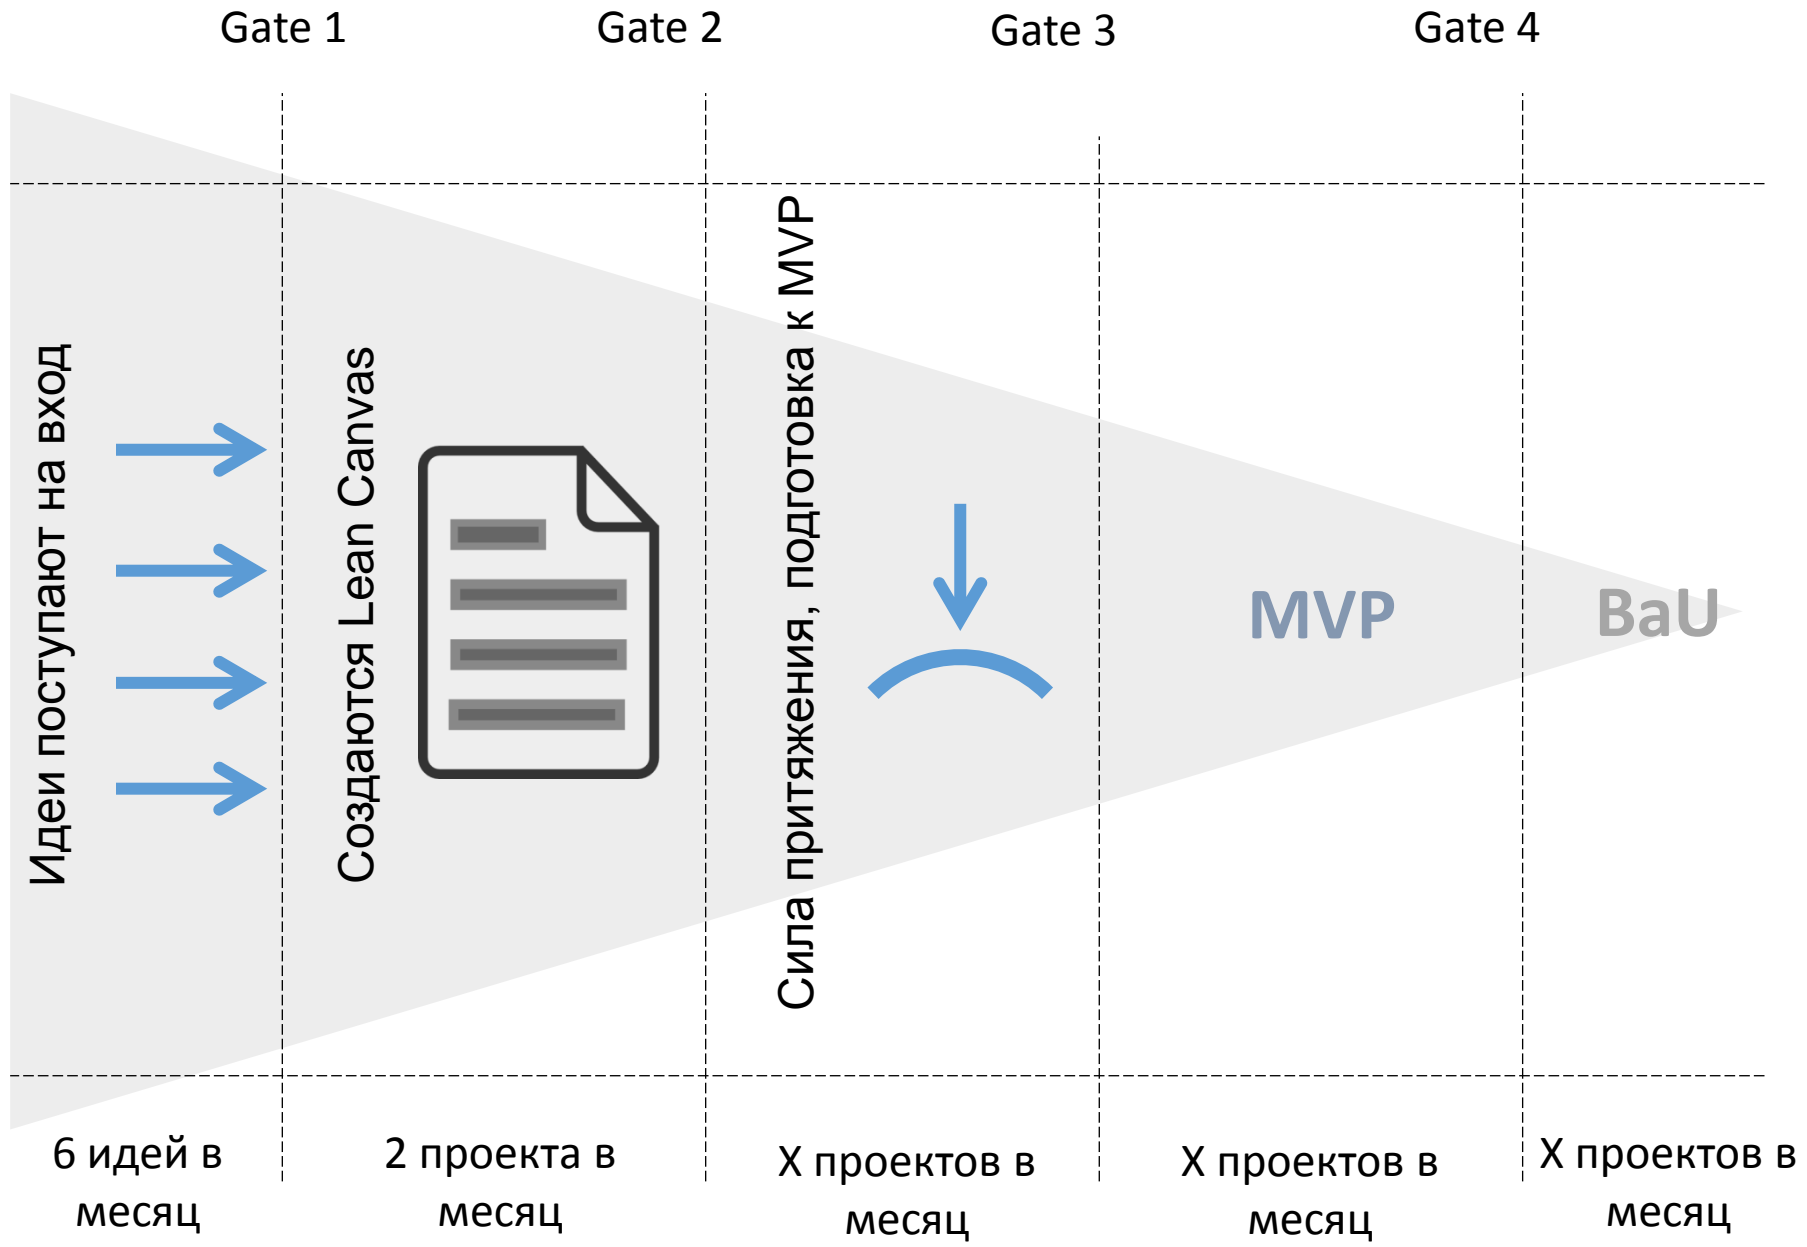 Gate 1
Gate 2
Gate 3
Gate 4
Идеи поступают на вход
Создаются Lean Canvas
Сила притяжения, подготовка к MVP
MVP
BaU
6 идей в
месяц
2 проекта в
месяц
X проектов в
месяц
X проектов в
месяц
X проектов в
месяц